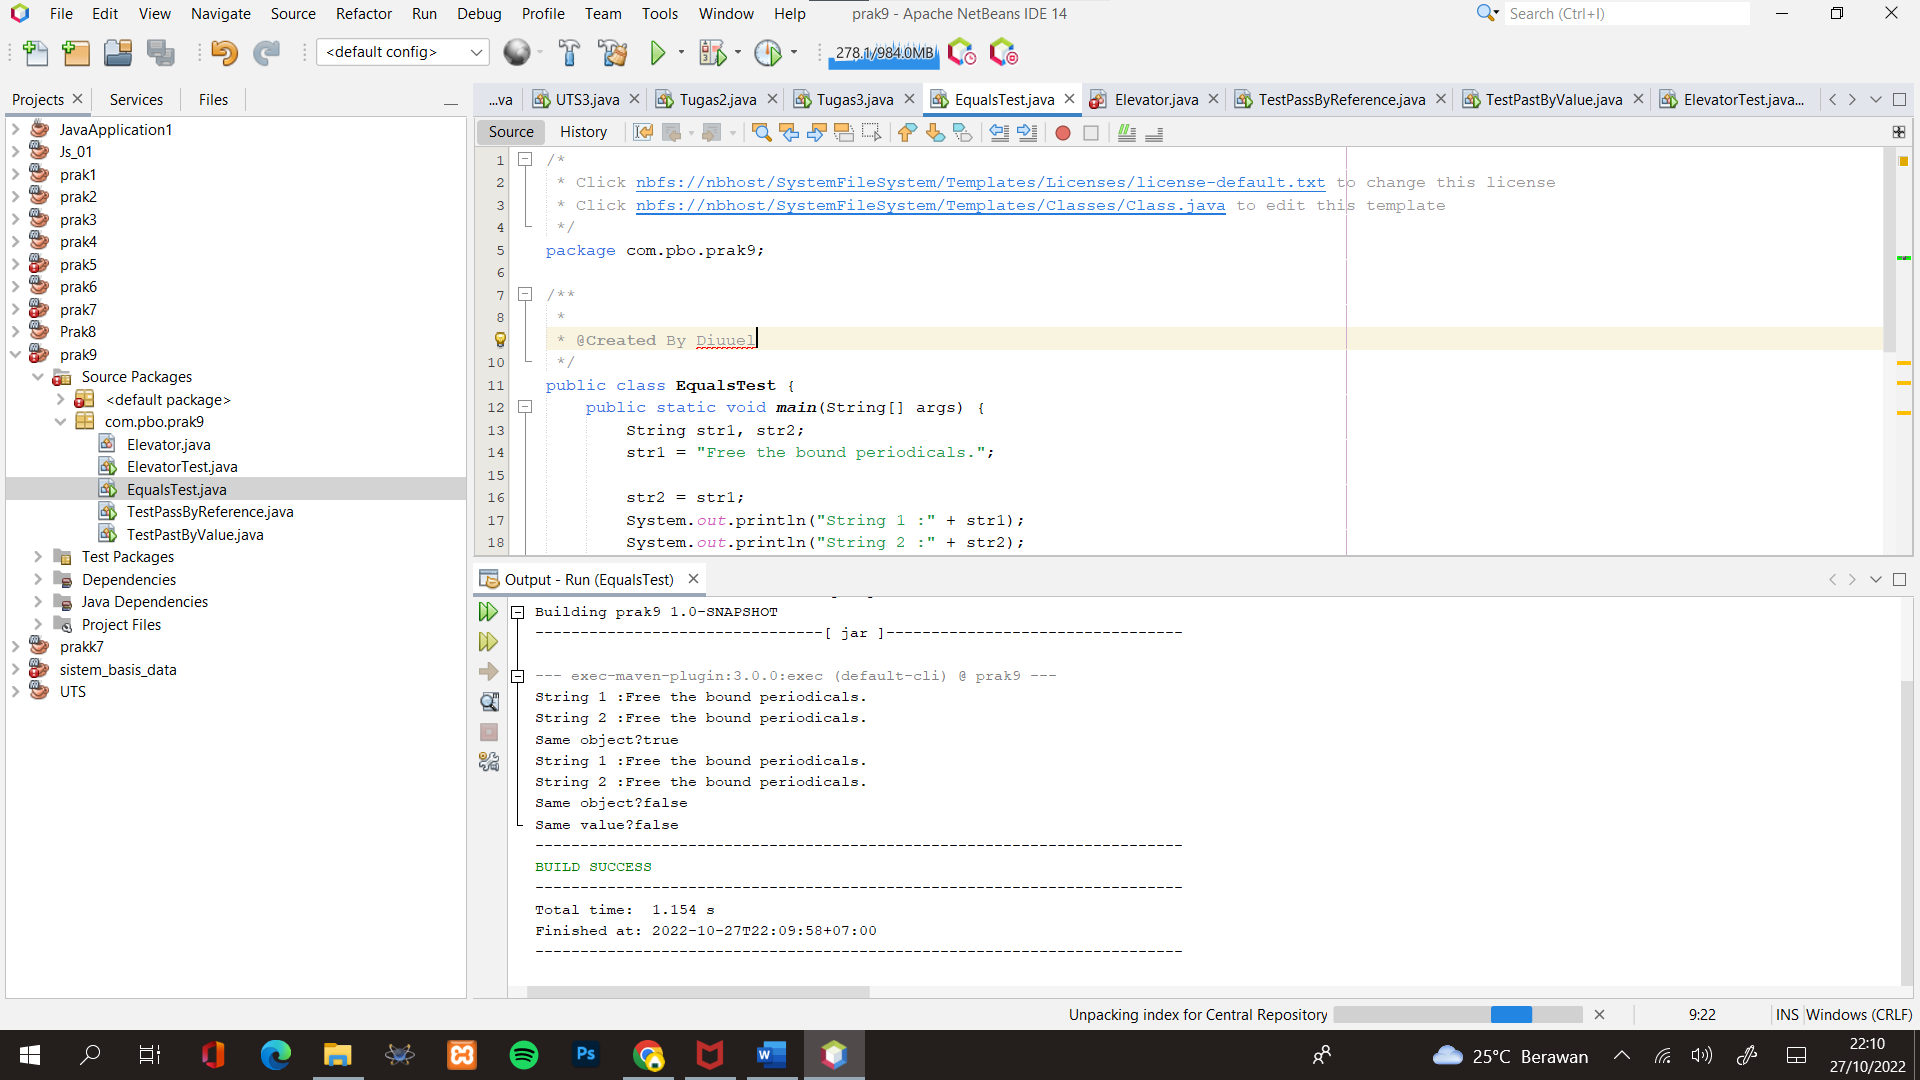 File Edit View Navigate Source Refactor Run Debug Profile Team Tools Window Help prak9 - Apache NetBeans IDE 14 Search (Ctrl+I)
<default config> 278.1/984.0MB
Projects Services Files
...va UTS3.java Tugas2.java Tugas3.java EqualsTest.java Elevator.java TestPassByReference.java TestPastByValue.java ElevatorTest.java...
Source History
JavaApplication1
Js_01
prak1
prak2
prak3
prak4
prak5
prak6
prak7
Prak8
prak9
Source Packages
<default package>
com.pbo.prak9
Elevator.java
ElevatorTest.java
EqualsTest.java
TestPassByReference.java
TestPastByValue.java
Test Packages
Dependencies
Java Dependencies
Project Files
prakk7
sistem_basis_data
UTS
1 /*
2 * Click nbfs://nbhost/SystemFileSystem/Templates/Licenses/license-default.txt to change this license
3 * Click nbfs://nbhost/SystemFileSystem/Templates/Classes/Class.java to edit this template
4 */
5 package com.pbo.prak9;
6
7 /**
8 *
* @Created By Diuuel
10 */
11 public class EqualsTest {
12 public static void main(String[] args) {
13 String str1, str2;
14 str1 = "Free the bound periodicals.";
15
16 str2 = str1;
17 System.out.println("String 1 :" + str1);
18 System.out.println("String 2 :" + str2);
Output - Run (EqualsTest)
Building prak9 1.0-SNAPSHOT
--------------------------------[ jar ]---------------------------------
--- exec-maven-plugin:3.0.0:exec (default-cli) @ prak9 ---
String 1 :Free the bound periodicals.
String 2 :Free the bound periodicals.
Same object?true
String 1 :Free the bound periodicals.
String 2 :Free the bound periodicals.
Same object?false
Same value?false
------------------------------------------------------------------------
BUILD SUCCESS
------------------------------------------------------------------------
Total time:  1.154 s
Finished at: 2022-10-27T22:09:58+07:00
------------------------------------------------------------------------
Unpacking index for Central Repository 9:22 INS Windows (CRLF)
Ps W 25°C Berawan 22:10
27/10/2022